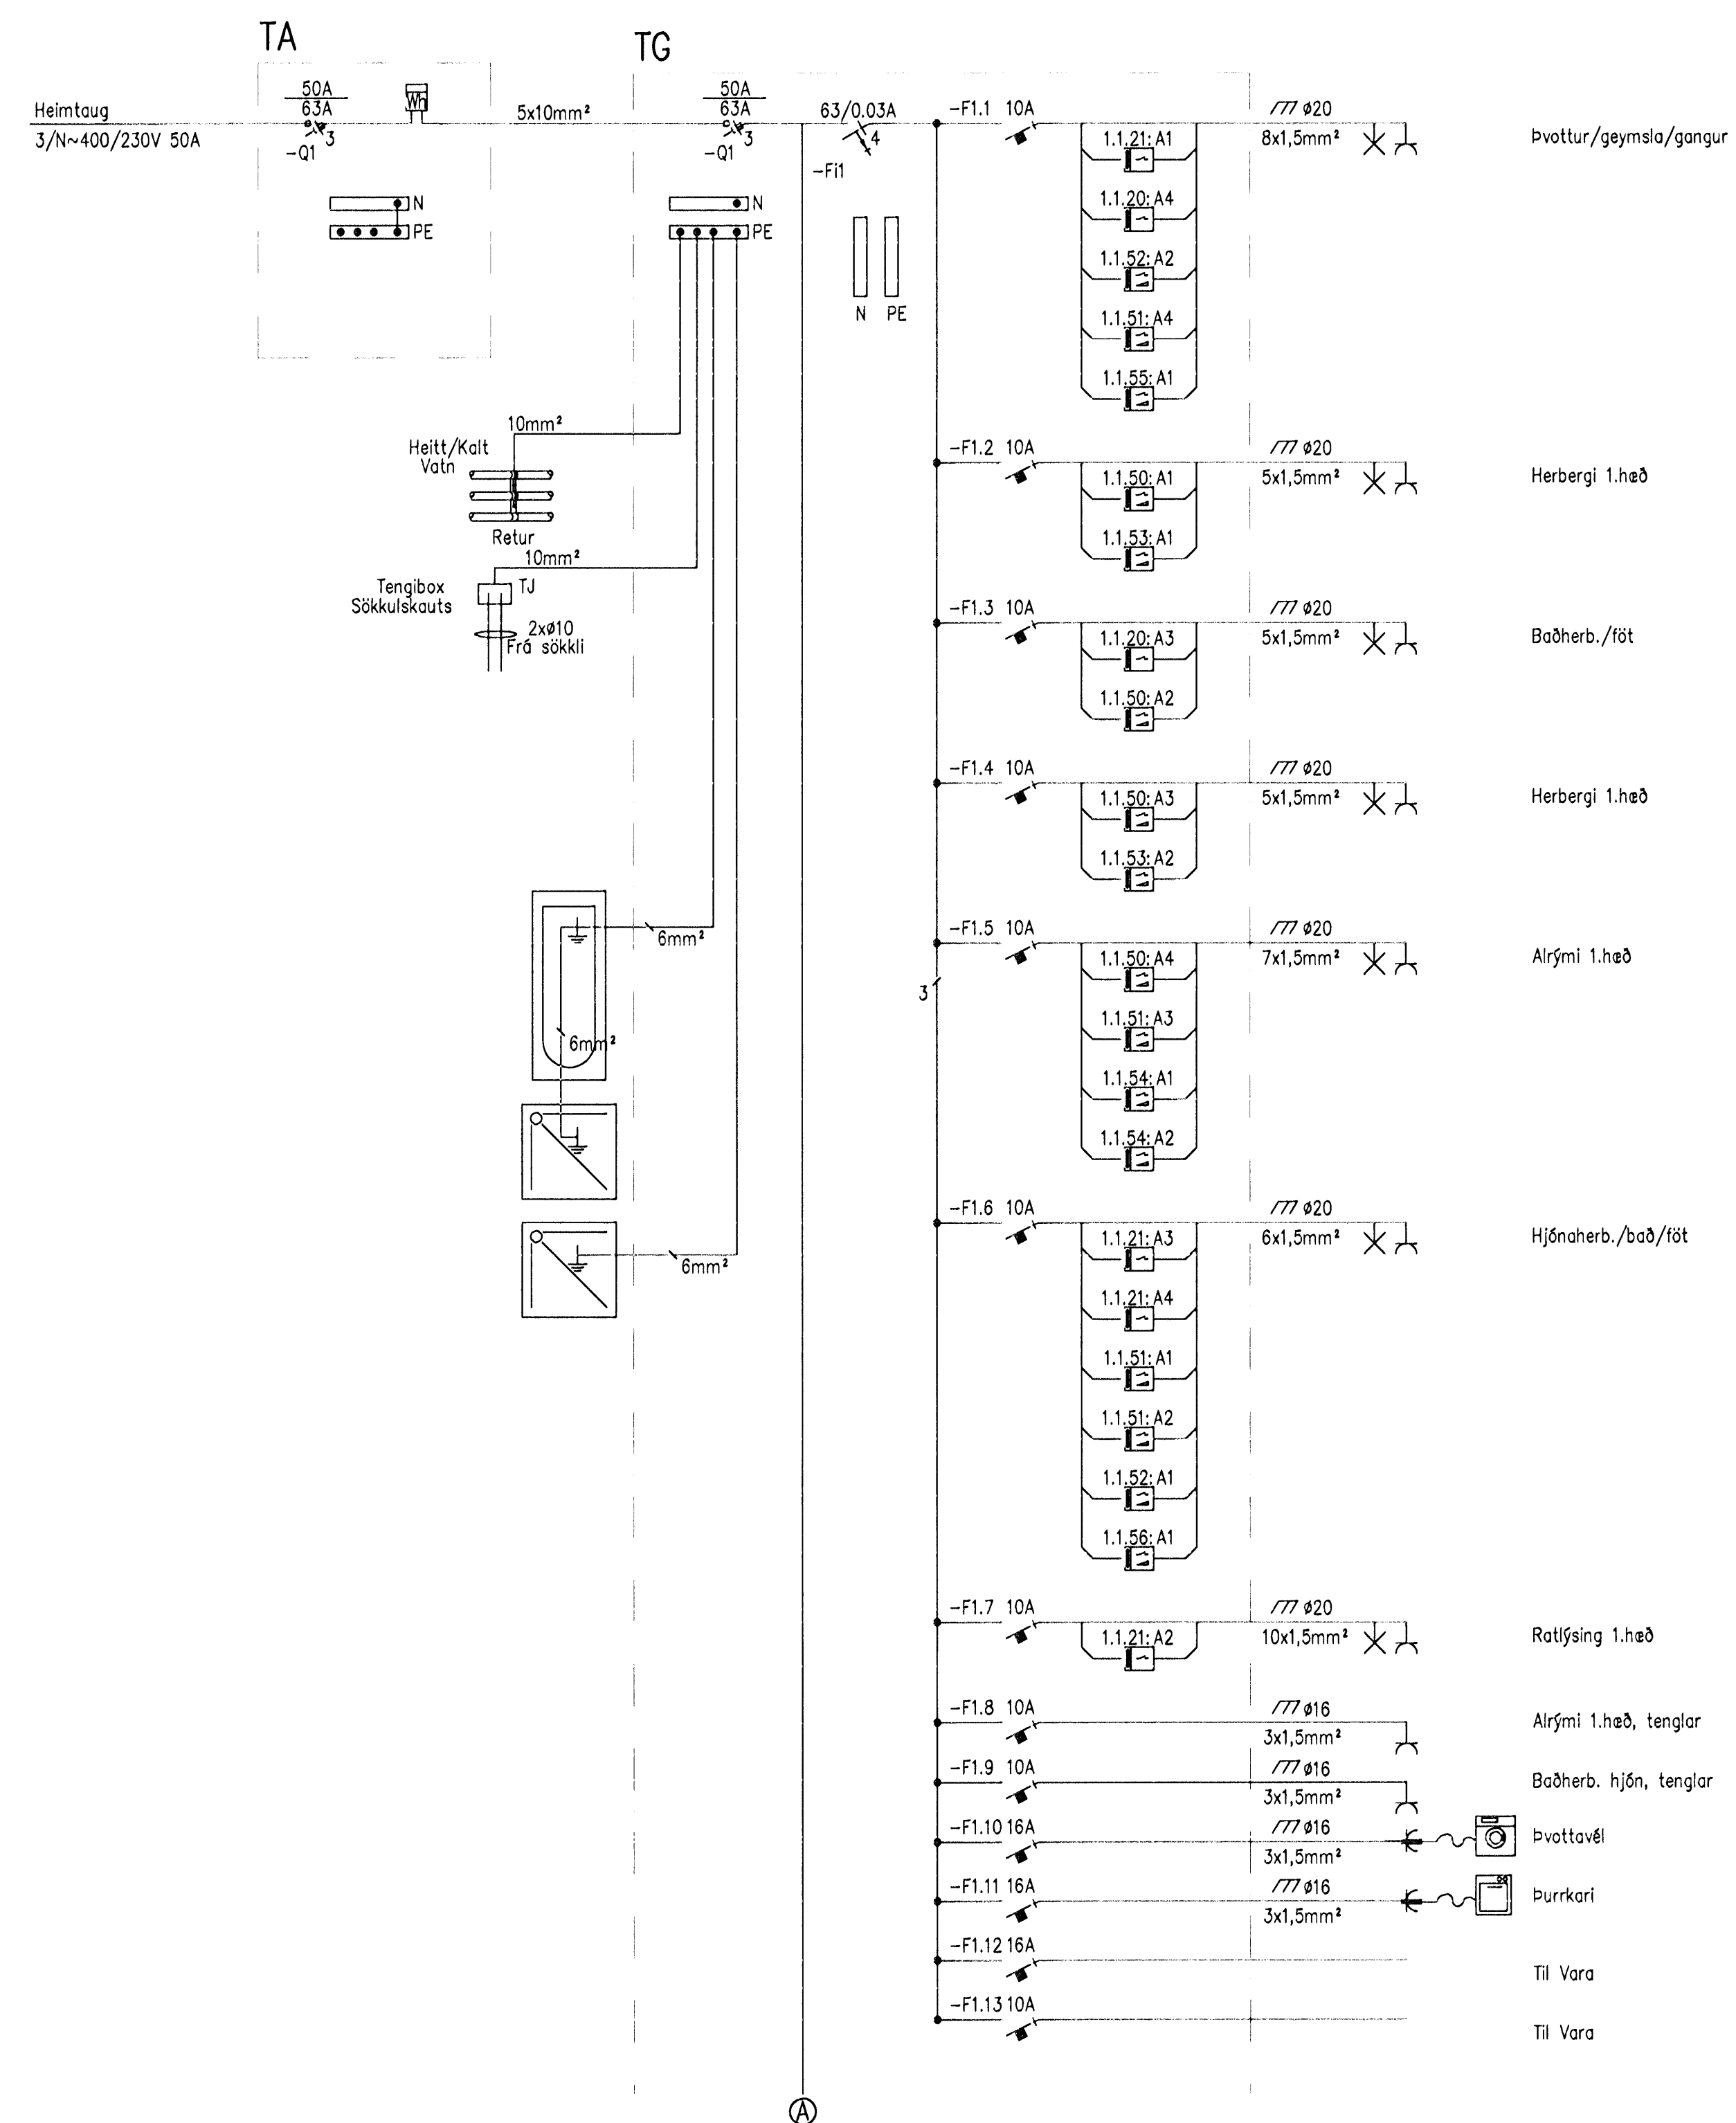 TA
TG
Heimtaug
3/N~400/230V 50A
50A
63A
3
-Q1
Wh
5x10mm²
50A
63A
3
-Q1
63/0.03A
4
-Fi1
N
PE
N
PE
N PE
10mm²
Heitt/Kalt
Vatn
Retur
10mm²
Tengibox
Sökkulskauts
TJ
2xø10
Frá sökkli
6mm²
6mm²
6mm²
3
-F1.1 10A
1.1.21: A1
1.1.20: A4
1.1.52: A2
1.1.51: A4
1.1.55: A1
ø20
8x1,5mm²
Þvottur/geymsla/gangur
-F1.2 10A
1.1.50: A1
1.1.53: A1
ø20
5x1,5mm²
Herbergi 1.hæð
-F1.3 10A
1.1.20: A3
1.1.50: A2
ø20
5x1,5mm²
Baðherb./föt
-F1.4 10A
1.1.50: A3
1.1.53: A2
ø20
5x1,5mm²
Herbergi 1.hæð
-F1.5 10A
1.1.50: A4
1.1.51: A3
1.1.54: A1
1.1.54: A2
ø20
7x1,5mm²
Alrými 1.hæð
-F1.6 10A
1.1.21: A3
1.1.21: A4
1.1.51: A1
1.1.51: A2
1.1.52: A1
1.1.56: A1
ø20
6x1,5mm²
Hjónaherb./bað/föt
-F1.7 10A
1.1.21: A2
ø20
10x1,5mm²
Ratlýsing 1.hæð
-F1.8 10A
ø16
3x1,5mm²
Alrými 1.hæð, tenglar
-F1.9 10A
ø16
3x1,5mm²
Baðherb. hjón, tenglar
-F1.10 16A
ø16
3x1,5mm²
Þvottavél
-F1.11 16A
ø16
3x1,5mm²
Þurrkari
-F1.12 16A
Til Vara
-F1.13 10A
Til Vara
A